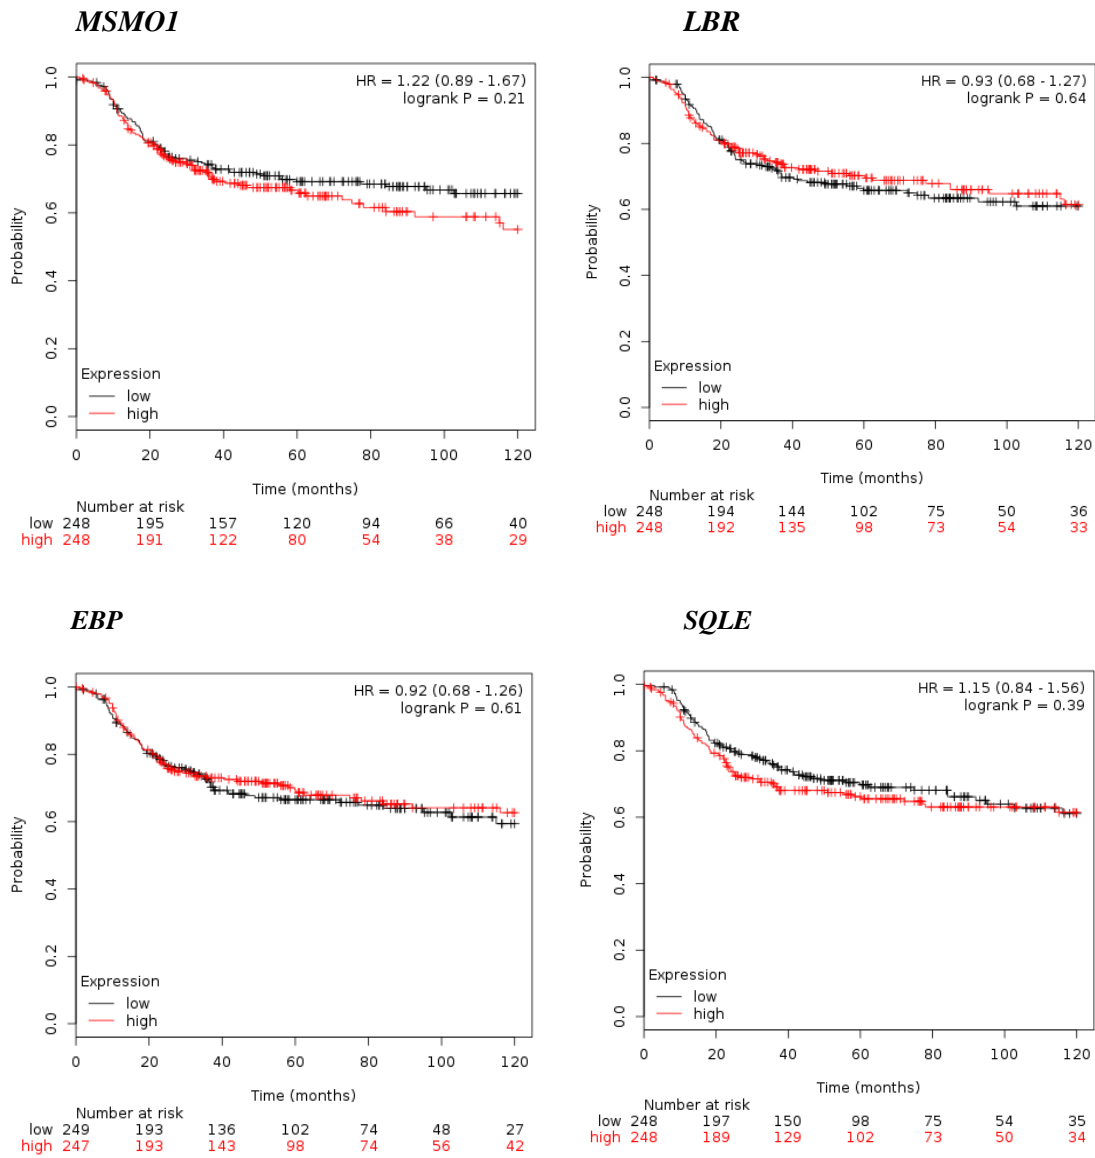 MSMO1
HR = 1.22 (0.89 - 1.67)
logrank P = 0.21
Probability
1.0
0.8
0.6
0.4
0.2
0.0
Expression
low
high
0 20 40 60 80 100 120
Time (months)
Number at risk
low 248 195 157 120 94 66 40
high 248 191 122 80 54 38 29
LBR
HR = 0.93 (0.68 - 1.27)
logrank P = 0.64
Probability
1.0
0.8
0.6
0.4
0.2
0.0
Expression
low
high
0 20 40 60 80 100 120
Time (months)
Number at risk
low 248 194 144 102 75 50 36
high 248 192 135 98 73 54 33
EBP
HR = 0.92 (0.68 - 1.26)
logrank P = 0.61
Probability
1.0
0.8
0.6
0.4
0.2
0.0
Expression
low
high
0 20 40 60 80 100 120
Time (months)
Number at risk
low 249 193 136 102 74 48 27
high 247 193 143 98 74 56 42
SQLE
HR = 1.15 (0.84 - 1.56)
logrank P = 0.39
Probability
1.0
0.8
0.6
0.4
0.2
0.0
Expression
low
high
0 20 40 60 80 100 120
Time (months)
Number at risk
low 248 197 150 98 75 54 35
high 248 189 129 102 73 50 34